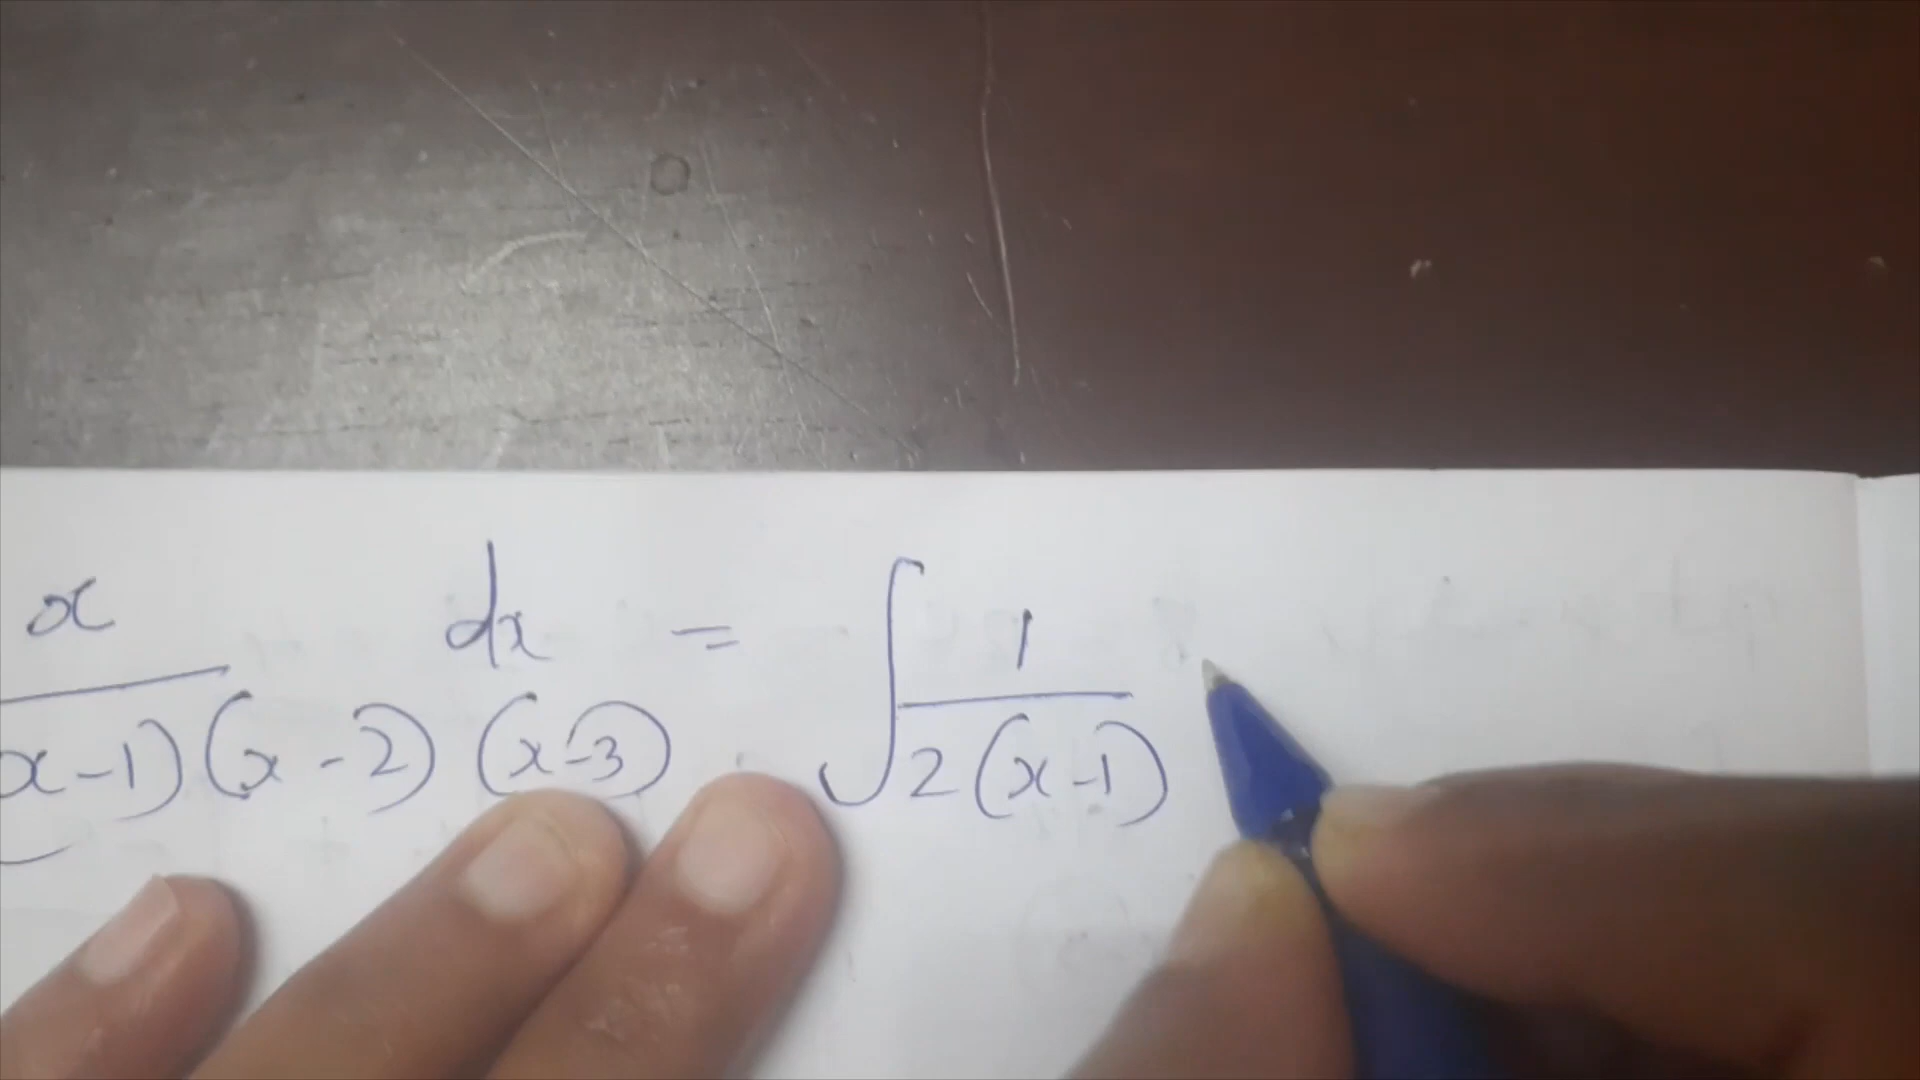 x/(x-1)(x-2)(x-3) dx = ∫ 1/2(x-1)